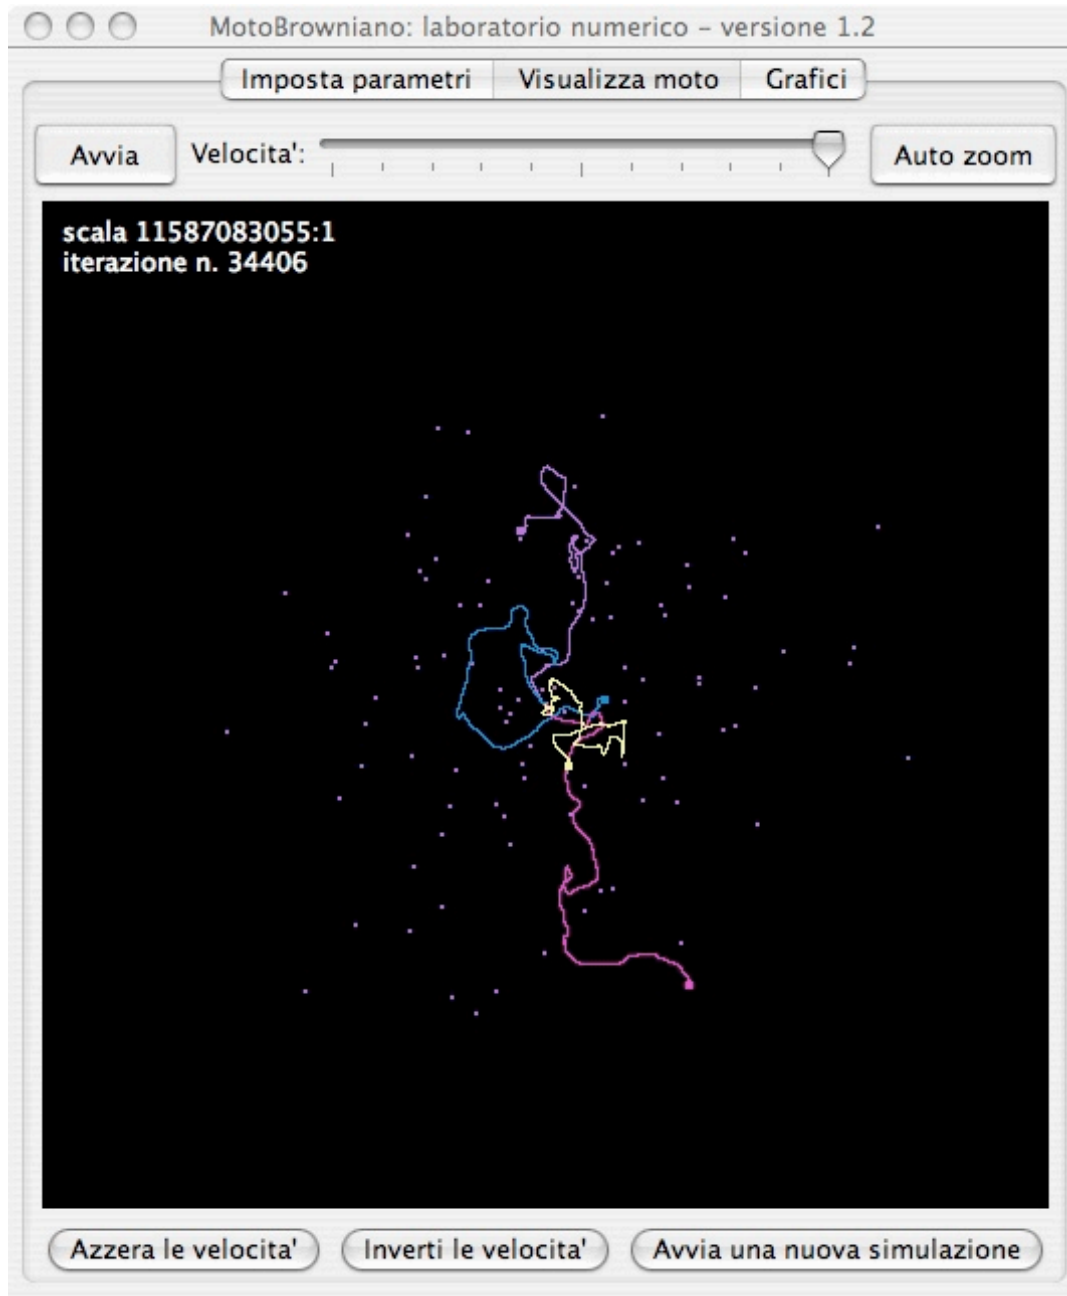 MotoBrowniano: laboratorio numerico – versione 1.2
Imposta parametri Visualizza moto Grafici
Avvia Velocita': Auto zoom
scala 11587083055:1
iterazione n. 34406
Azzera le velocita' Inverti le velocita' Avvia una nuova simulazione